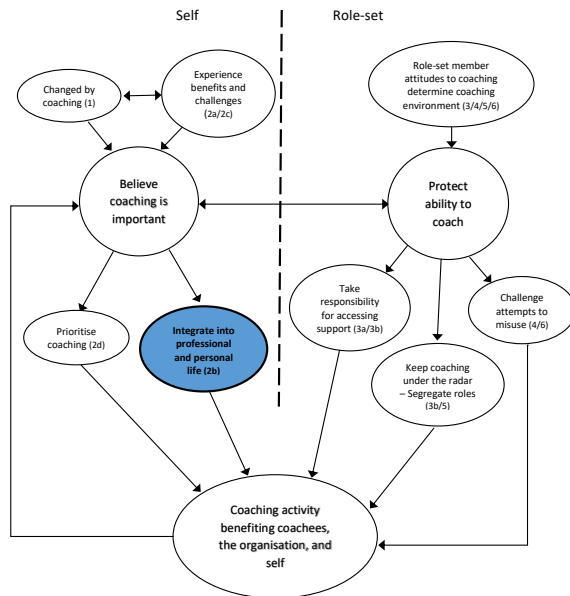 Self
Role-set
Changed by
coaching (1)
Experience
benefits and
challenges
(2a/2c)
Role-set member
attitudes to coaching
determine coaching
environment (3/4/5/6)
Believe
coaching is
important
Protect
ability to
coach
Prioritise
coaching (2d)
Integrate into
professional
and personal
life (2b)
Take
responsibility
for accessing
support (3a/3b)
Challenge
attempts to
misuse (4/6)
Keep coaching
under the radar
– Segregate roles
(3b/5)
Coaching activity
benefiting coachees,
the organisation, and
self